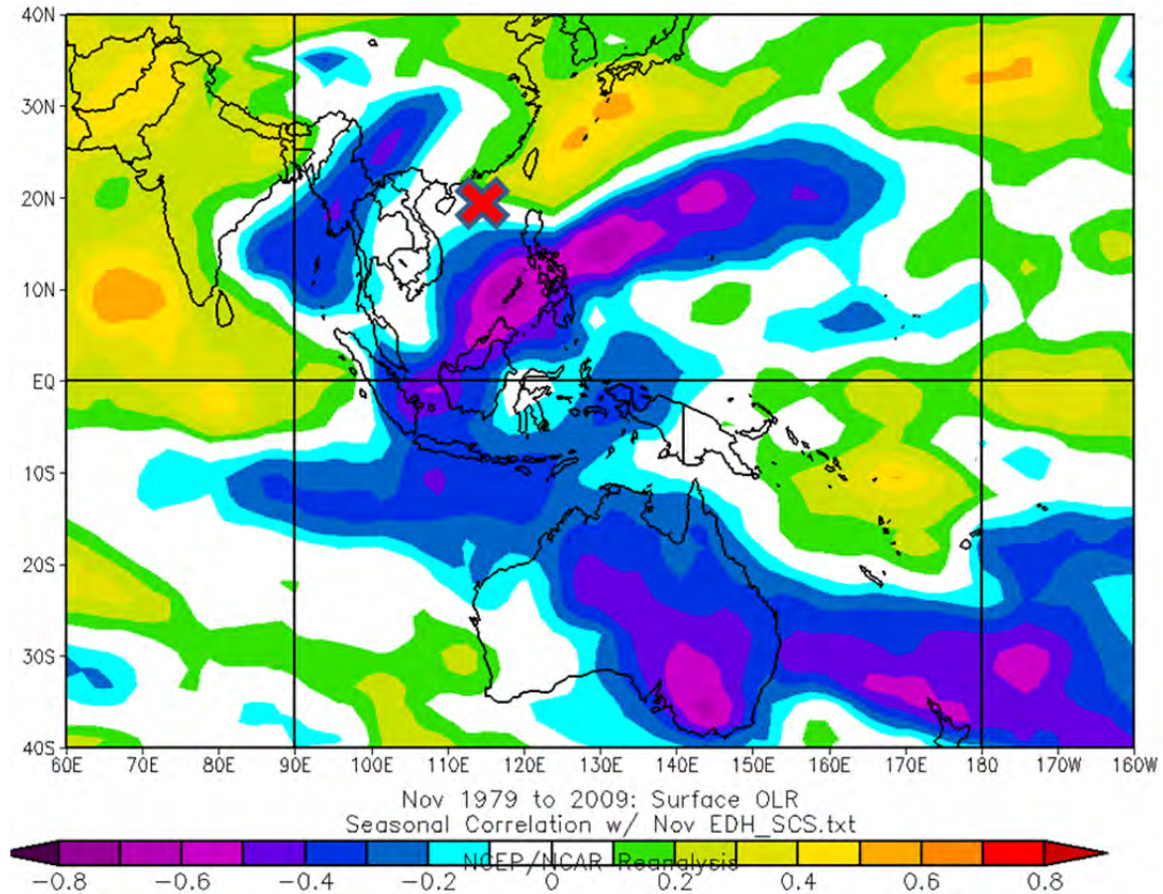 40N
30N
20N
10N
EQ
10S
20S
30S
40S
60E 70E 80E 90E 100E 110E 120E 130E 140E 150E 160E 170E 180 170W 160W
Nov 1979 to 2009: Surface OLR
Seasonal Correlation w/ Nov EDH_SCS.txt
NCEP/NCAR Reanalysis
−0.8 −0.6 −0.4 −0.2 0 0.2 0.4 0.6 0.8